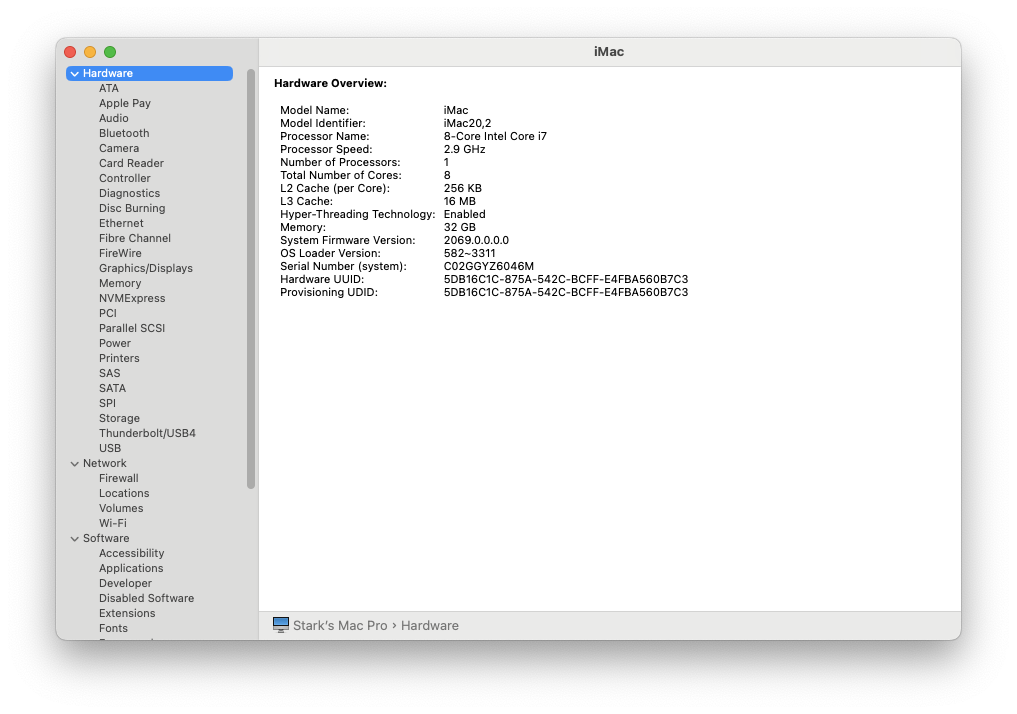 iMac
Hardware
ATA
Apple Pay
Audio
Bluetooth
Camera
Card Reader
Controller
Diagnostics
Disc Burning
Ethernet
Fibre Channel
FireWire
Graphics/Displays
Memory
NVMExpress
PCI
Parallel SCSI
Power
Printers
SAS
SATA
SPI
Storage
Thunderbolt/USB4
USB
Network
Firewall
Locations
Volumes
Wi-Fi
Software
Accessibility
Applications
Developer
Disabled Software
Extensions
Fonts
Hardware Overview:
Model Name: iMac
Model Identifier: iMac20,2
Processor Name: 8-Core Intel Core i7
Processor Speed: 2.9 GHz
Number of Processors: 1
Total Number of Cores: 8
L2 Cache (per Core): 256 KB
L3 Cache: 16 MB
Hyper-Threading Technology: Enabled
Memory: 32 GB
System Firmware Version: 2069.0.0.0.0
OS Loader Version: 582~3311
Serial Number (system): C02GGYZ6046M
Hardware UUID: 5DB16C1C-875A-542C-BCFF-E4FBA560B7C3
Provisioning UDID: 5DB16C1C-875A-542C-BCFF-E4FBA560B7C3
Stark's Mac Pro › Hardware